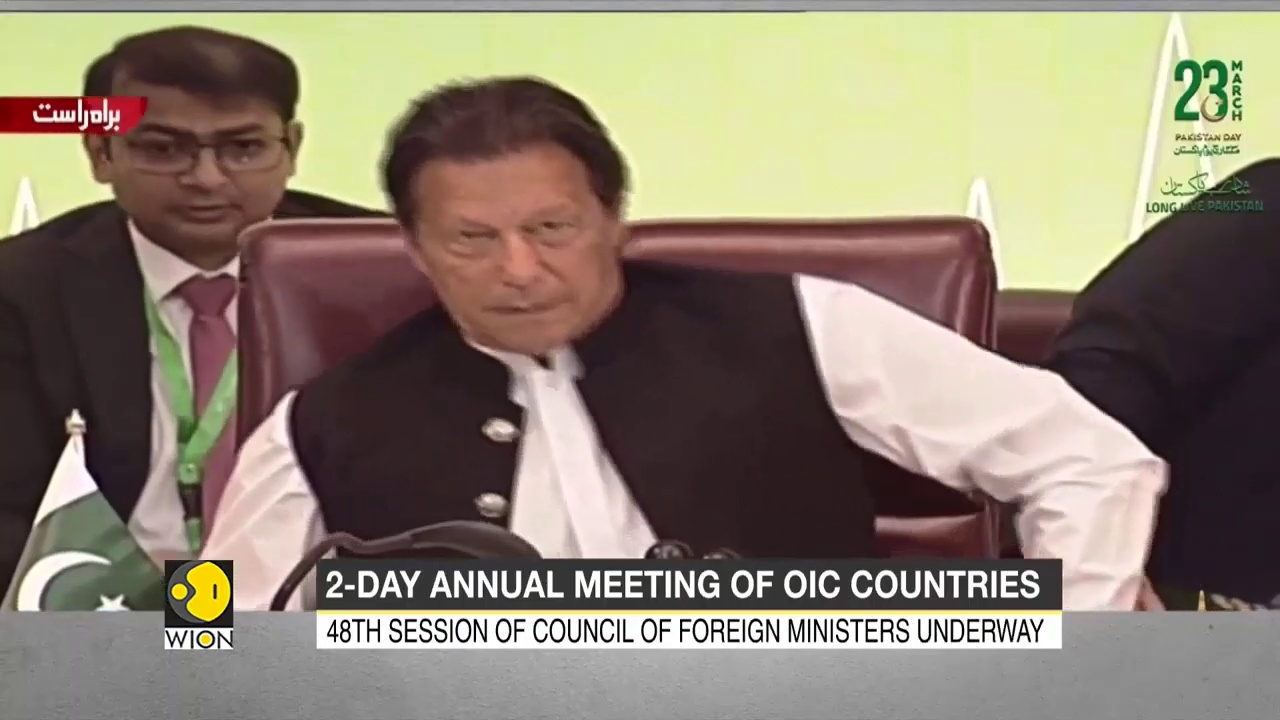 براہ راست
23
MARCH
PAKISTAN DAY
LONG LIVE PAKISTAN
2-DAY ANNUAL MEETING OF OIC COUNTRIES
48TH SESSION OF COUNCIL OF FOREIGN MINISTERS UNDERWAY
WION